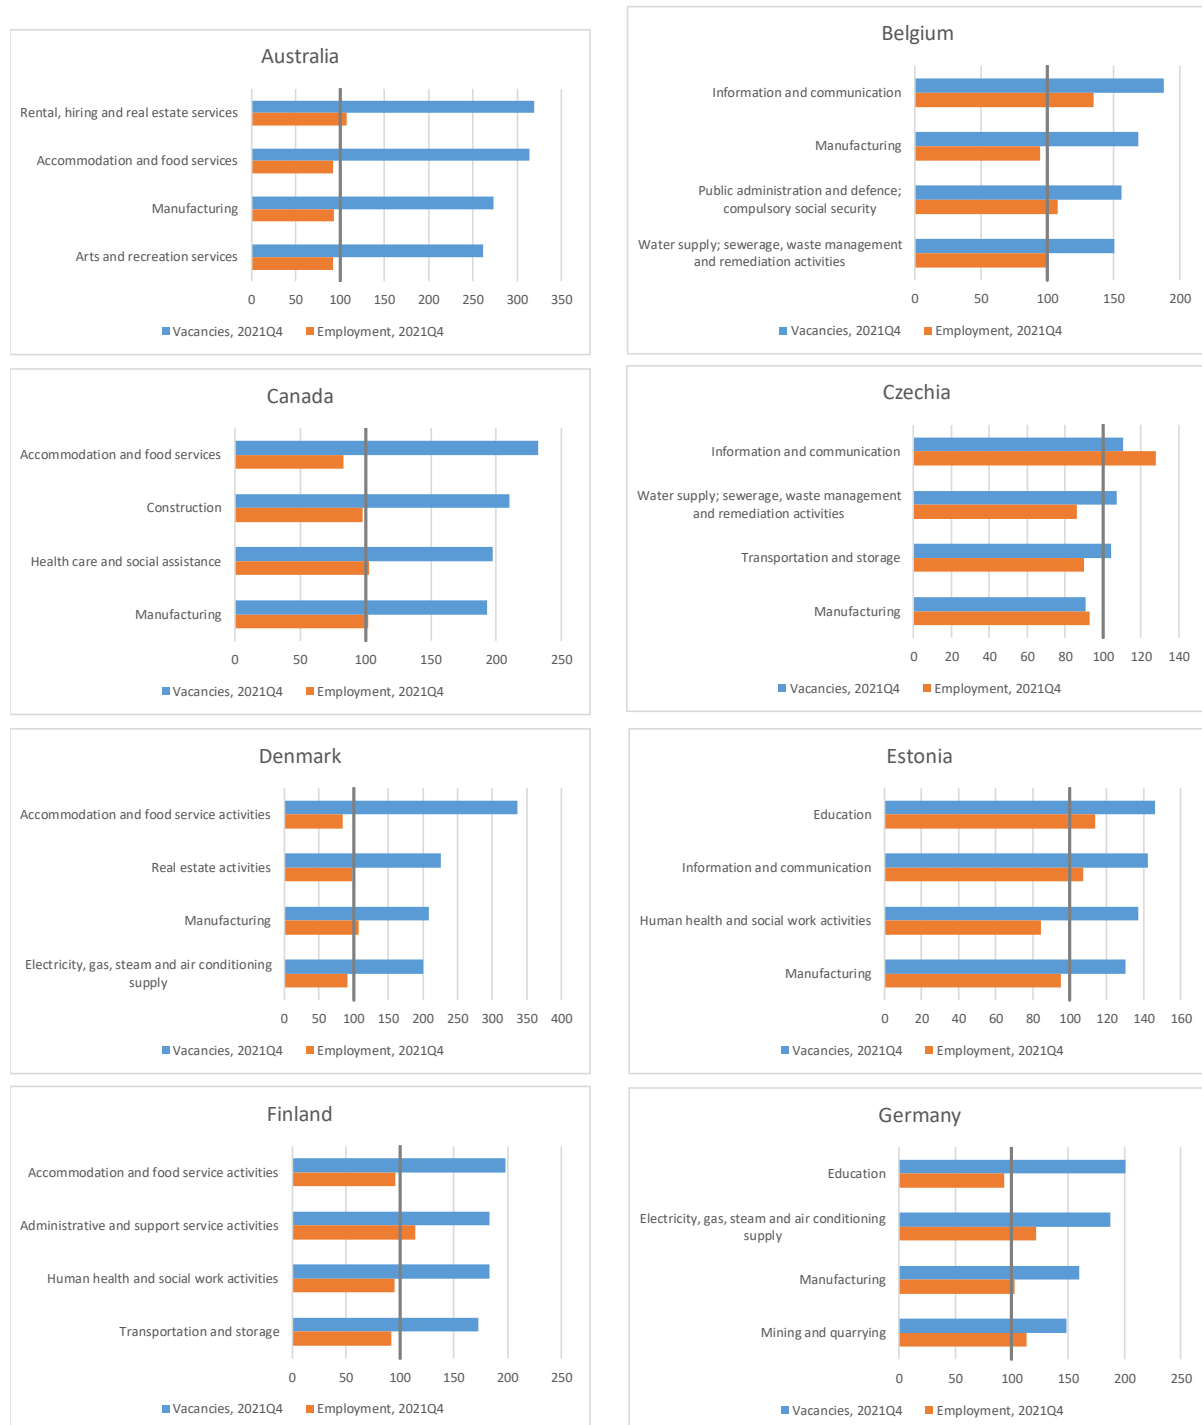 Australia
Rental, hiring and real estate services
Accommodation and food services
Manufacturing
Arts and recreation services
0 50 100 150 200 250 300 350
Vacancies, 2021Q4 Employment, 2021Q4
Belgium
Information and communication
Manufacturing
Public administration and defence;
compulsory social security
Water supply; sewerage, waste management
and remediation activities
0 50 100 150 200
Vacancies, 2021Q4 Employment, 2021Q4
Canada
Accommodation and food services
Construction
Health care and social assistance
Manufacturing
0 50 100 150 200 250
Vacancies, 2021Q4 Employment, 2021Q4
Czechia
Information and communication
Water supply; sewerage, waste management
and remediation activities
Transportation and storage
Manufacturing
0 20 40 60 80 100 120 140
Vacancies, 2021Q4 Employment, 2021Q4
Denmark
Accommodation and food service activities
Real estate activities
Manufacturing
Electricity, gas, steam and air conditioning
supply
0 50 100 150 200 250 300 350 400
Vacancies, 2021Q4 Employment, 2021Q4
Estonia
Education
Information and communication
Human health and social work activities
Manufacturing
0 20 40 60 80 100 120 140 160
Vacancies, 2021Q4 Employment, 2021Q4
Finland
Accommodation and food service activities
Administrative and support service activities
Human health and social work activities
Transportation and storage
0 50 100 150 200 250
Vacancies, 2021Q4 Employment, 2021Q4
Germany
Education
Electricity, gas, steam and air conditioning
supply
Manufacturing
Mining and quarrying
0 50 100 150 200 250
Vacancies, 2021Q4 Employment, 2021Q4